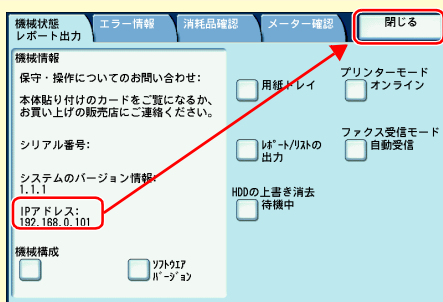 機械状態
レポート出力
エラー情報
消耗品確認
メーター確認
閉じる
機械情報
保守・操作についてのお問い合わせ:
本体貼り付けのカードをご覧になるか、
お買い上げの販売店にご連絡ください。
シリアル番号:
システムのバージョン情報:
1.1.1
IPアドレス:
192.168.0.101
機械構成
ソフトウエア
バージョン
用紙トレイ
レポート/リストの
出力
HDDの上書き消去
待機中
プリンターモード
オンライン
ファクス受信モード
自動受信